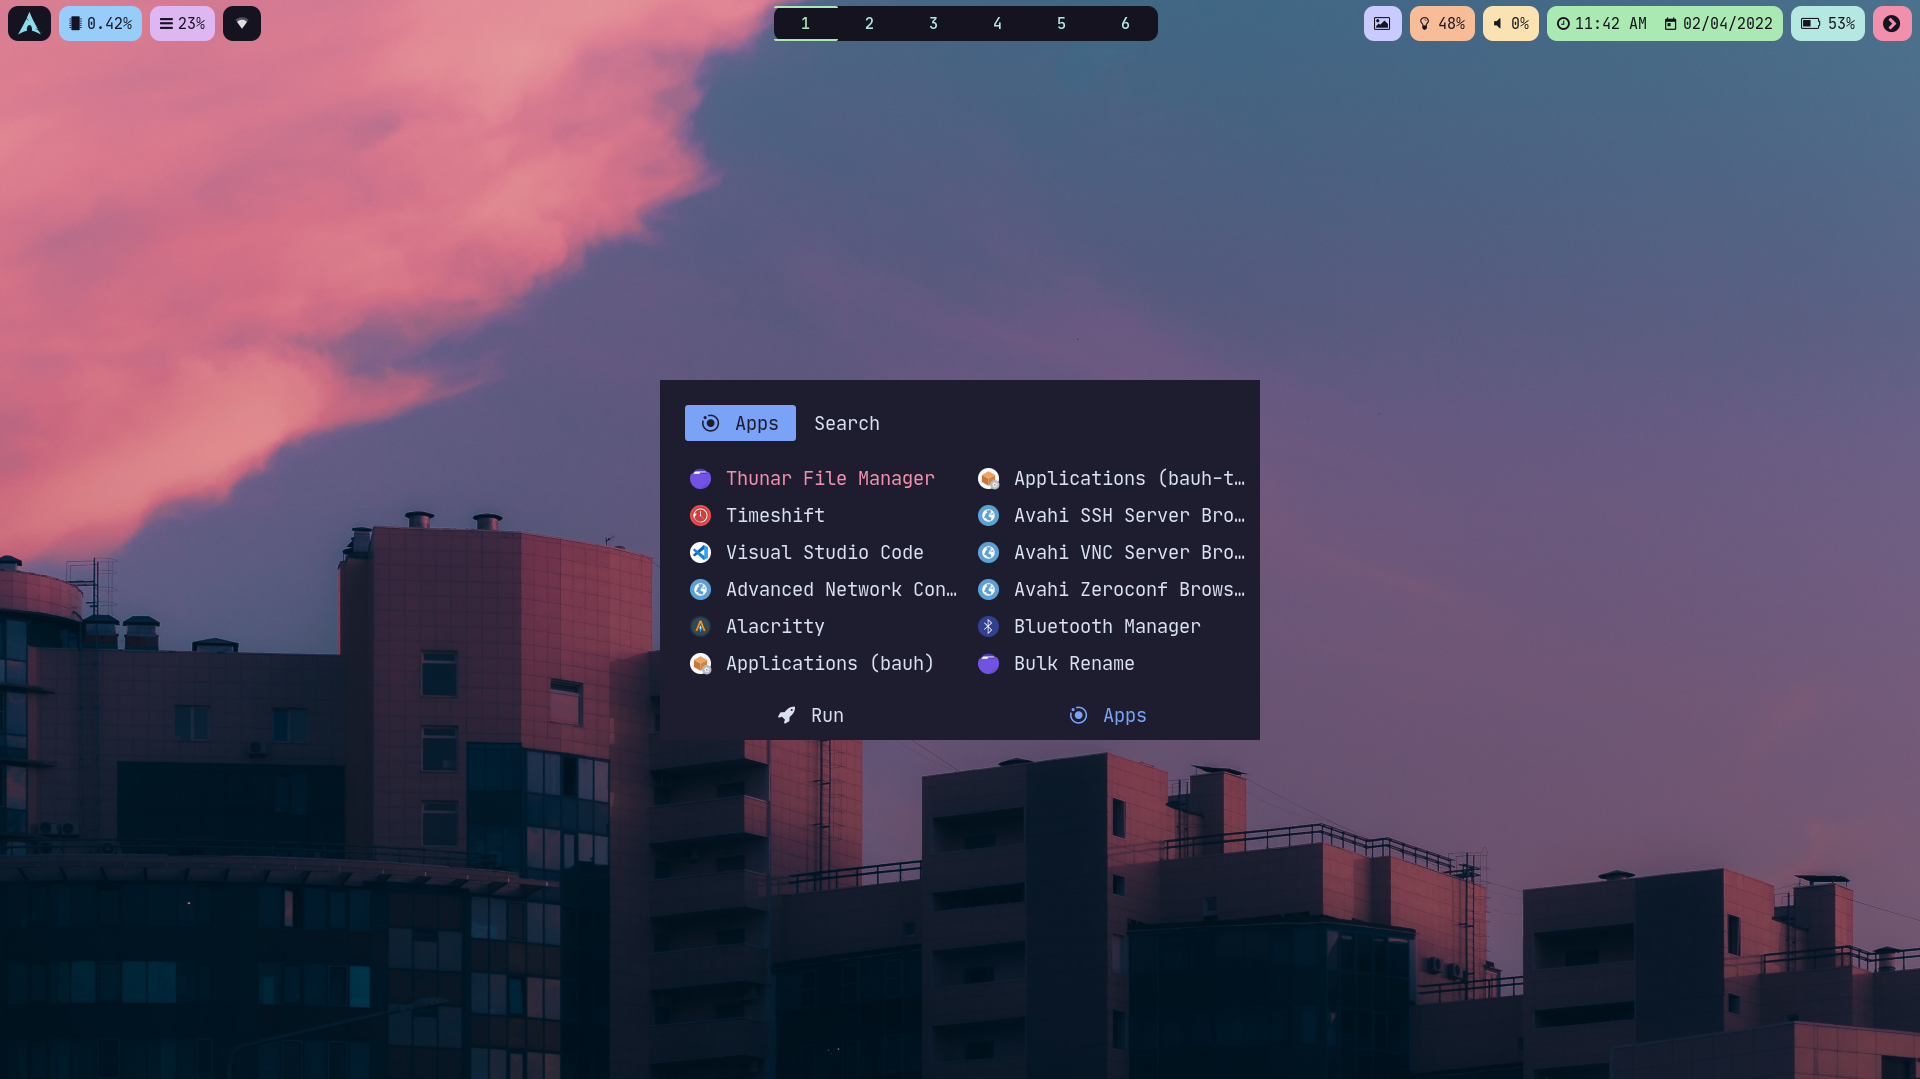 0.42% 23% 1 2 3 4 5 6 48% 0% 11:42 AM 02/04/2022 53%
Apps Search
Thunar File Manager
Timeshift
Visual Studio Code
Advanced Network Con…
Alacritty
Applications (bauh)
Applications (bauh-t…
Avahi SSH Server Bro…
Avahi VNC Server Bro…
Avahi Zeroconf Brows…
Bluetooth Manager
Bulk Rename
Run Apps